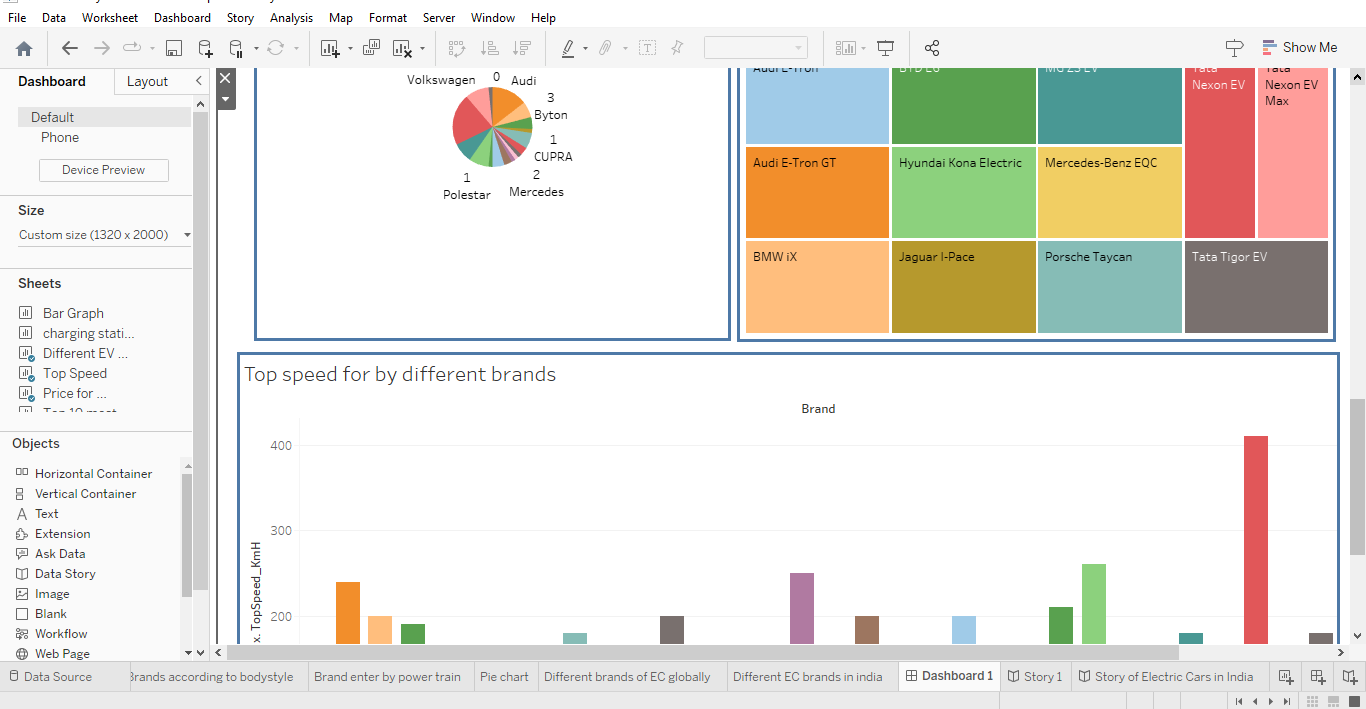 File Data Worksheet Dashboard Story Analysis Map Format Server Window Help
Show Me
Dashboard Layout
Default
Phone
Device Preview
Size
Custom size (1320 x 2000)
Sheets
Bar Graph
charging stati...
Different EV ...
Top Speed
Price for ...
Objects
Horizontal Container
Vertical Container
Text
Extension
Ask Data
Data Story
Image
Blank
Workflow
Web Page
Volkswagen 0 Audi
3
Byton
1
CUPRA
1 2
Polestar Mercedes
Audi E-Tron BYD E6 MG ZS EV Tata Nexon EV Tata Nexon EV Max
Audi E-Tron GT Hyundai Kona Electric Mercedes-Benz EQC
BMW iX Jaguar I-Pace Porsche Taycan Tata Tigor EV
Top speed for by different brands
Brand
400
300
200
x. TopSpeed_KmH
Data Source Brands according to bodystyle Brand enter by power train Pie chart Different brands of EC globally Different EC brands in india Dashboard 1 Story 1 Story of Electric Cars in India